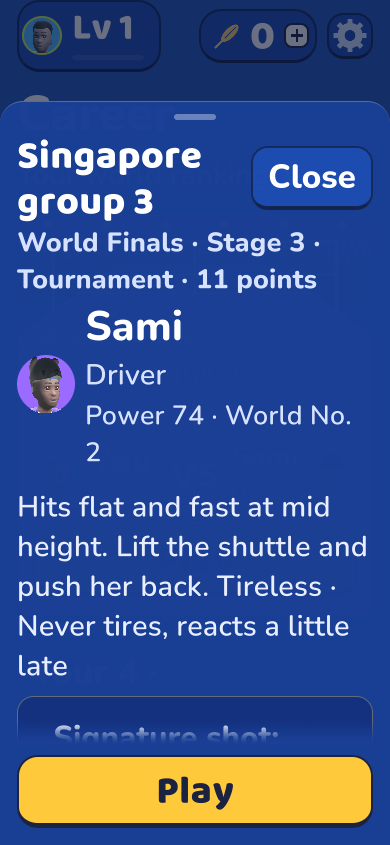 Lv 1
0
Career
Singapore
group 3
Close
World Finals · Stage 3 ·
Tournament · 11 points
Sami
Driver
Power 74 · World No.
2
Hits flat and fast at mid
height. Lift the shuttle and
push her back. Tireless ·
Never tires, reacts a little
late
Signature shot:
Play